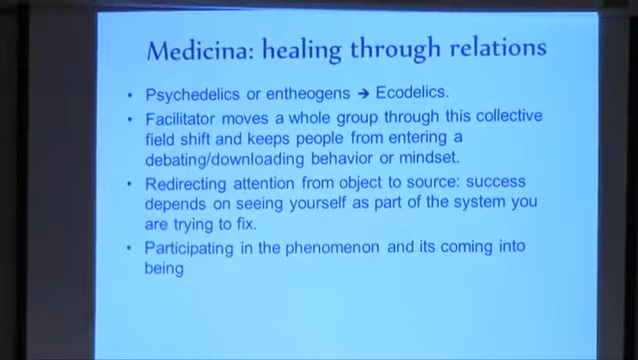 Medicina: healing through relations
• Psychedelics or entheogens ➔ Ecodelics.
• Facilitator moves a whole group through this collective
field shift and keeps people from entering a
debating/downloading behavior or mindset.
• Redirecting attention from object to source: success
depends on seeing yourself as part of the system you
are trying to fix.
• Participating in the phenomenon and its coming into
being